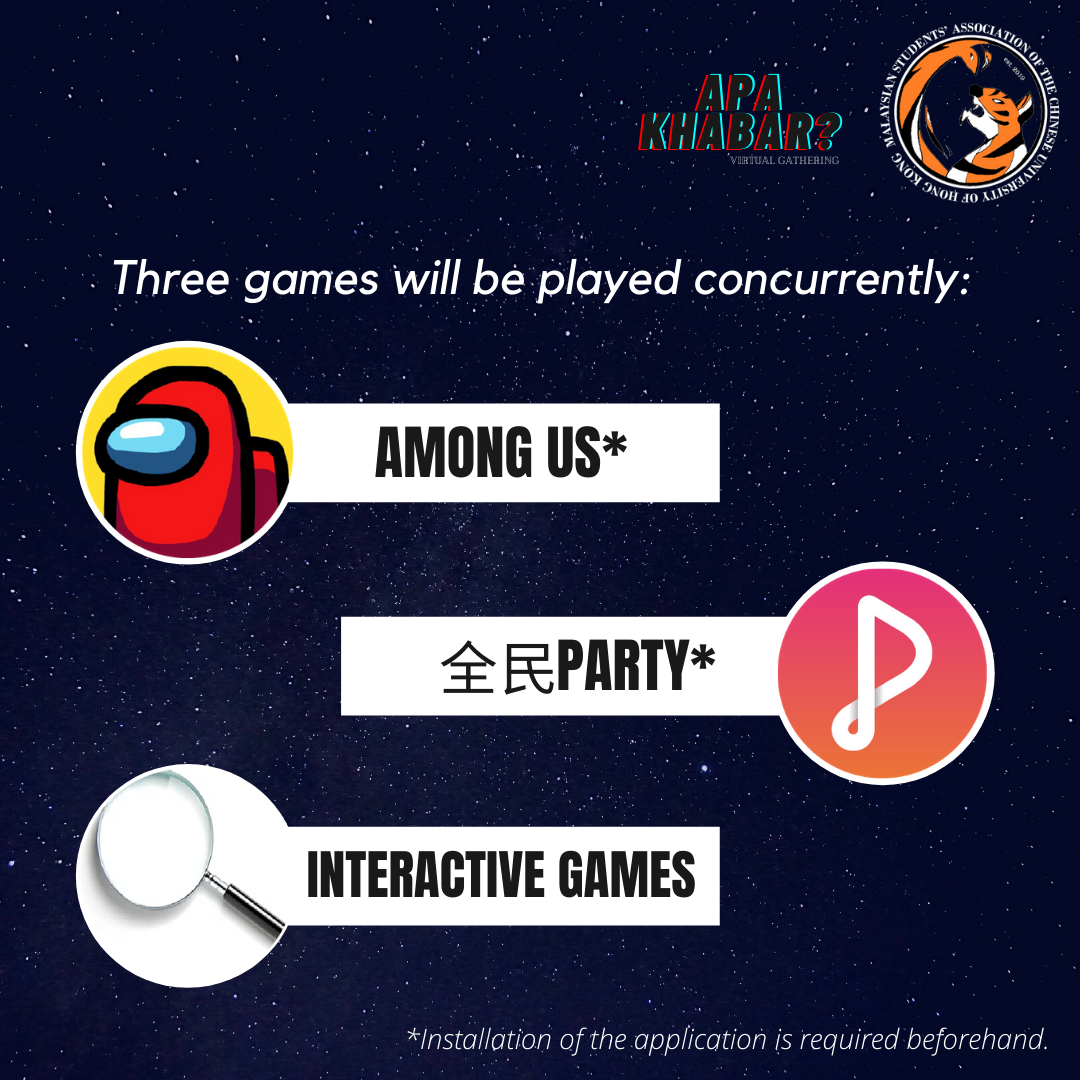 APA
KHABAR?
VIRTUAL GATHERING
MALAYSIAN STUDENTS' ASSOCIATION OF THE CHINESE UNIVERSITY OF HONG KONG
est. 2019
Three games will be played concurrently:
AMONG US*
全民PARTY*
INTERACTIVE GAMES
*Installation of the application is required beforehand.